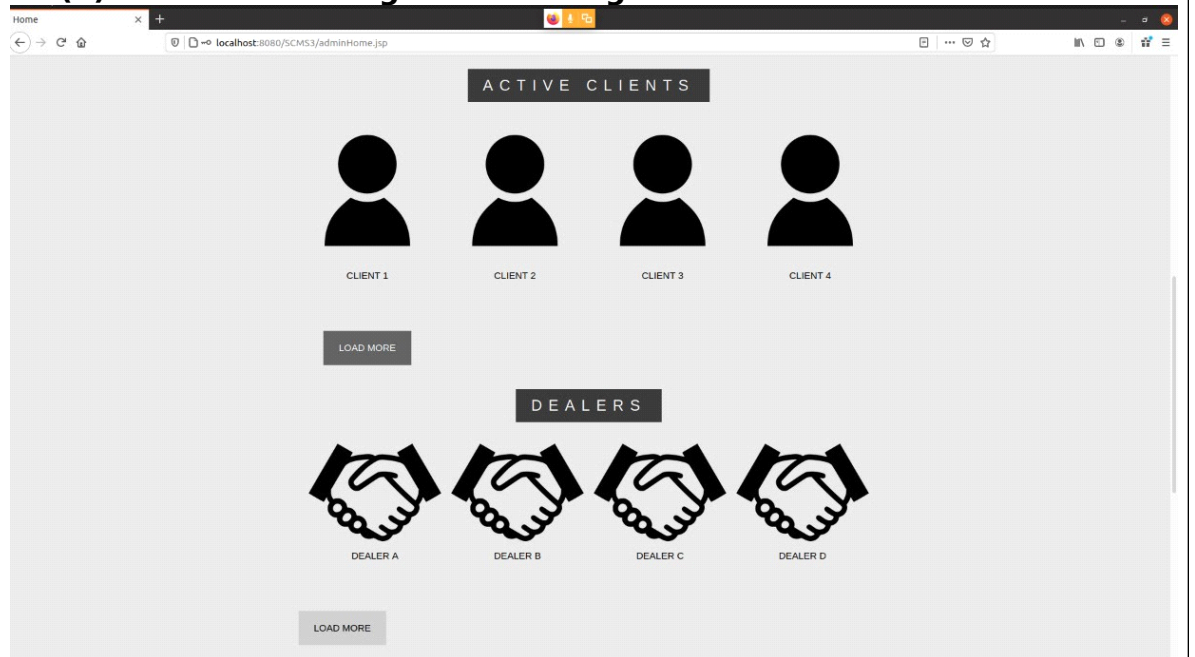 Home
localhost:8080/SCMS3/adminHome.jsp
ACTIVE CLIENTS
CLIENT 1 CLIENT 2 CLIENT 3 CLIENT 4
LOAD MORE
DEALERS
DEALER A DEALER B DEALER C DEALER D
LOAD MORE